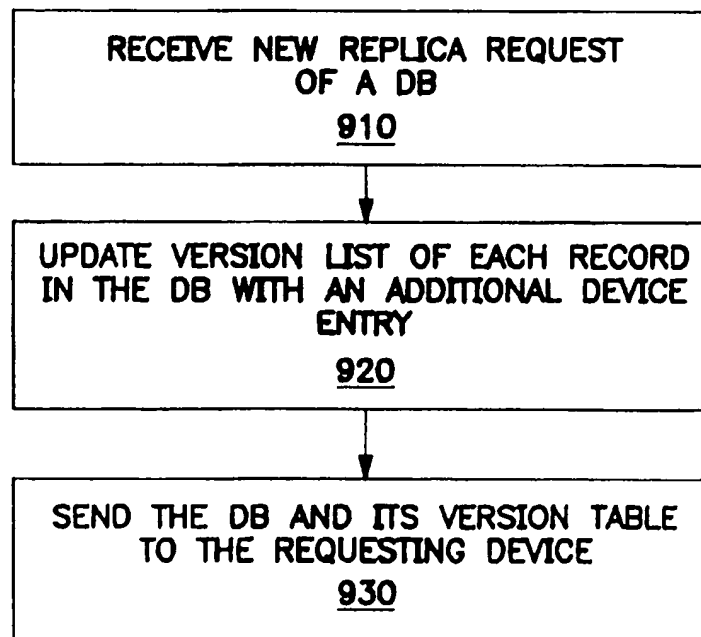 RECEIVE NEW REPLICA REQUEST
OF A DB
910
UPDATE VERSION LIST OF EACH RECORD
IN THE DB WITH AN ADDITIONAL DEVICE
ENTRY
920
SEND THE DB AND ITS VERSION TABLE
TO THE REQUESTING DEVICE
930